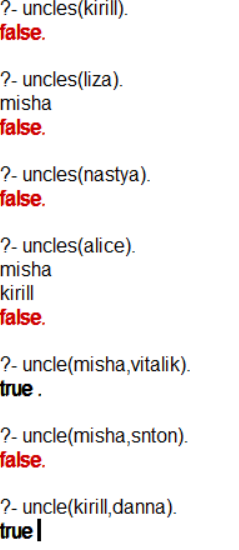 ?- uncles(kirill).
false.
?- uncles(liza).
misha
false.
?- uncles(nastya).
false.
?- uncles(alice).
misha
kirill
false.
?- uncle(misha,vitalik).
true .
?- uncle(misha,snton).
false.
?- uncle(kirill,danna).
true